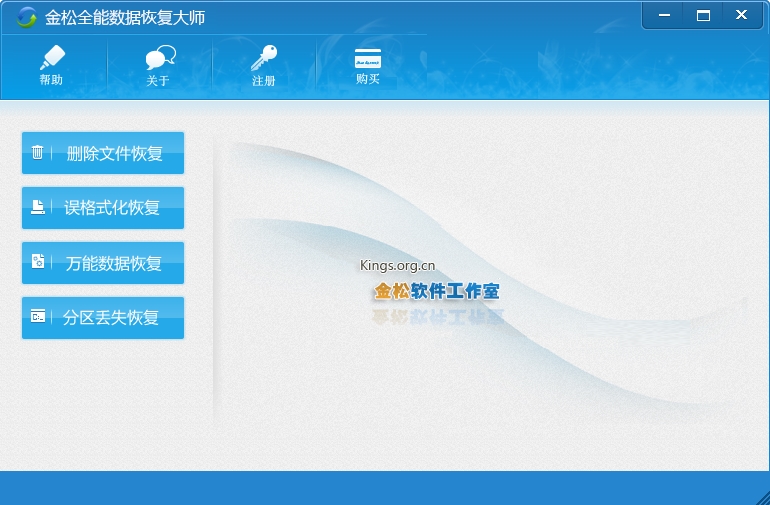 金松全能数据恢复大师
帮助
关于
注册
购买
删除文件恢复
误格式化恢复
万能数据恢复
分区丢失恢复
Kings.org.cn
金松软件工作室